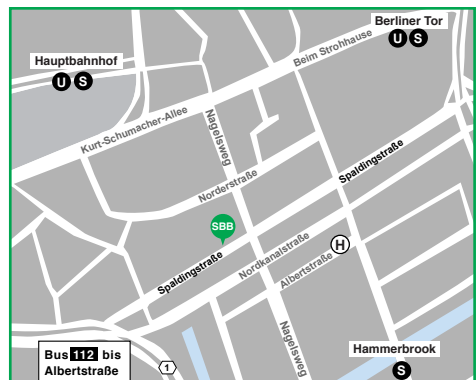 Berliner Tor
U S
Hauptbahnhof
U S
Beim Strohhause
Kurt-Schumacher-Allee
Nagelsweg
Norderstraße
Spaldingstraße
SBB
Nordkanalstraße
H
Albertstraße
Spaldingstraße
Nagelsweg
Hammerbrook
S
Bus 112 bis
Albertstraße
1